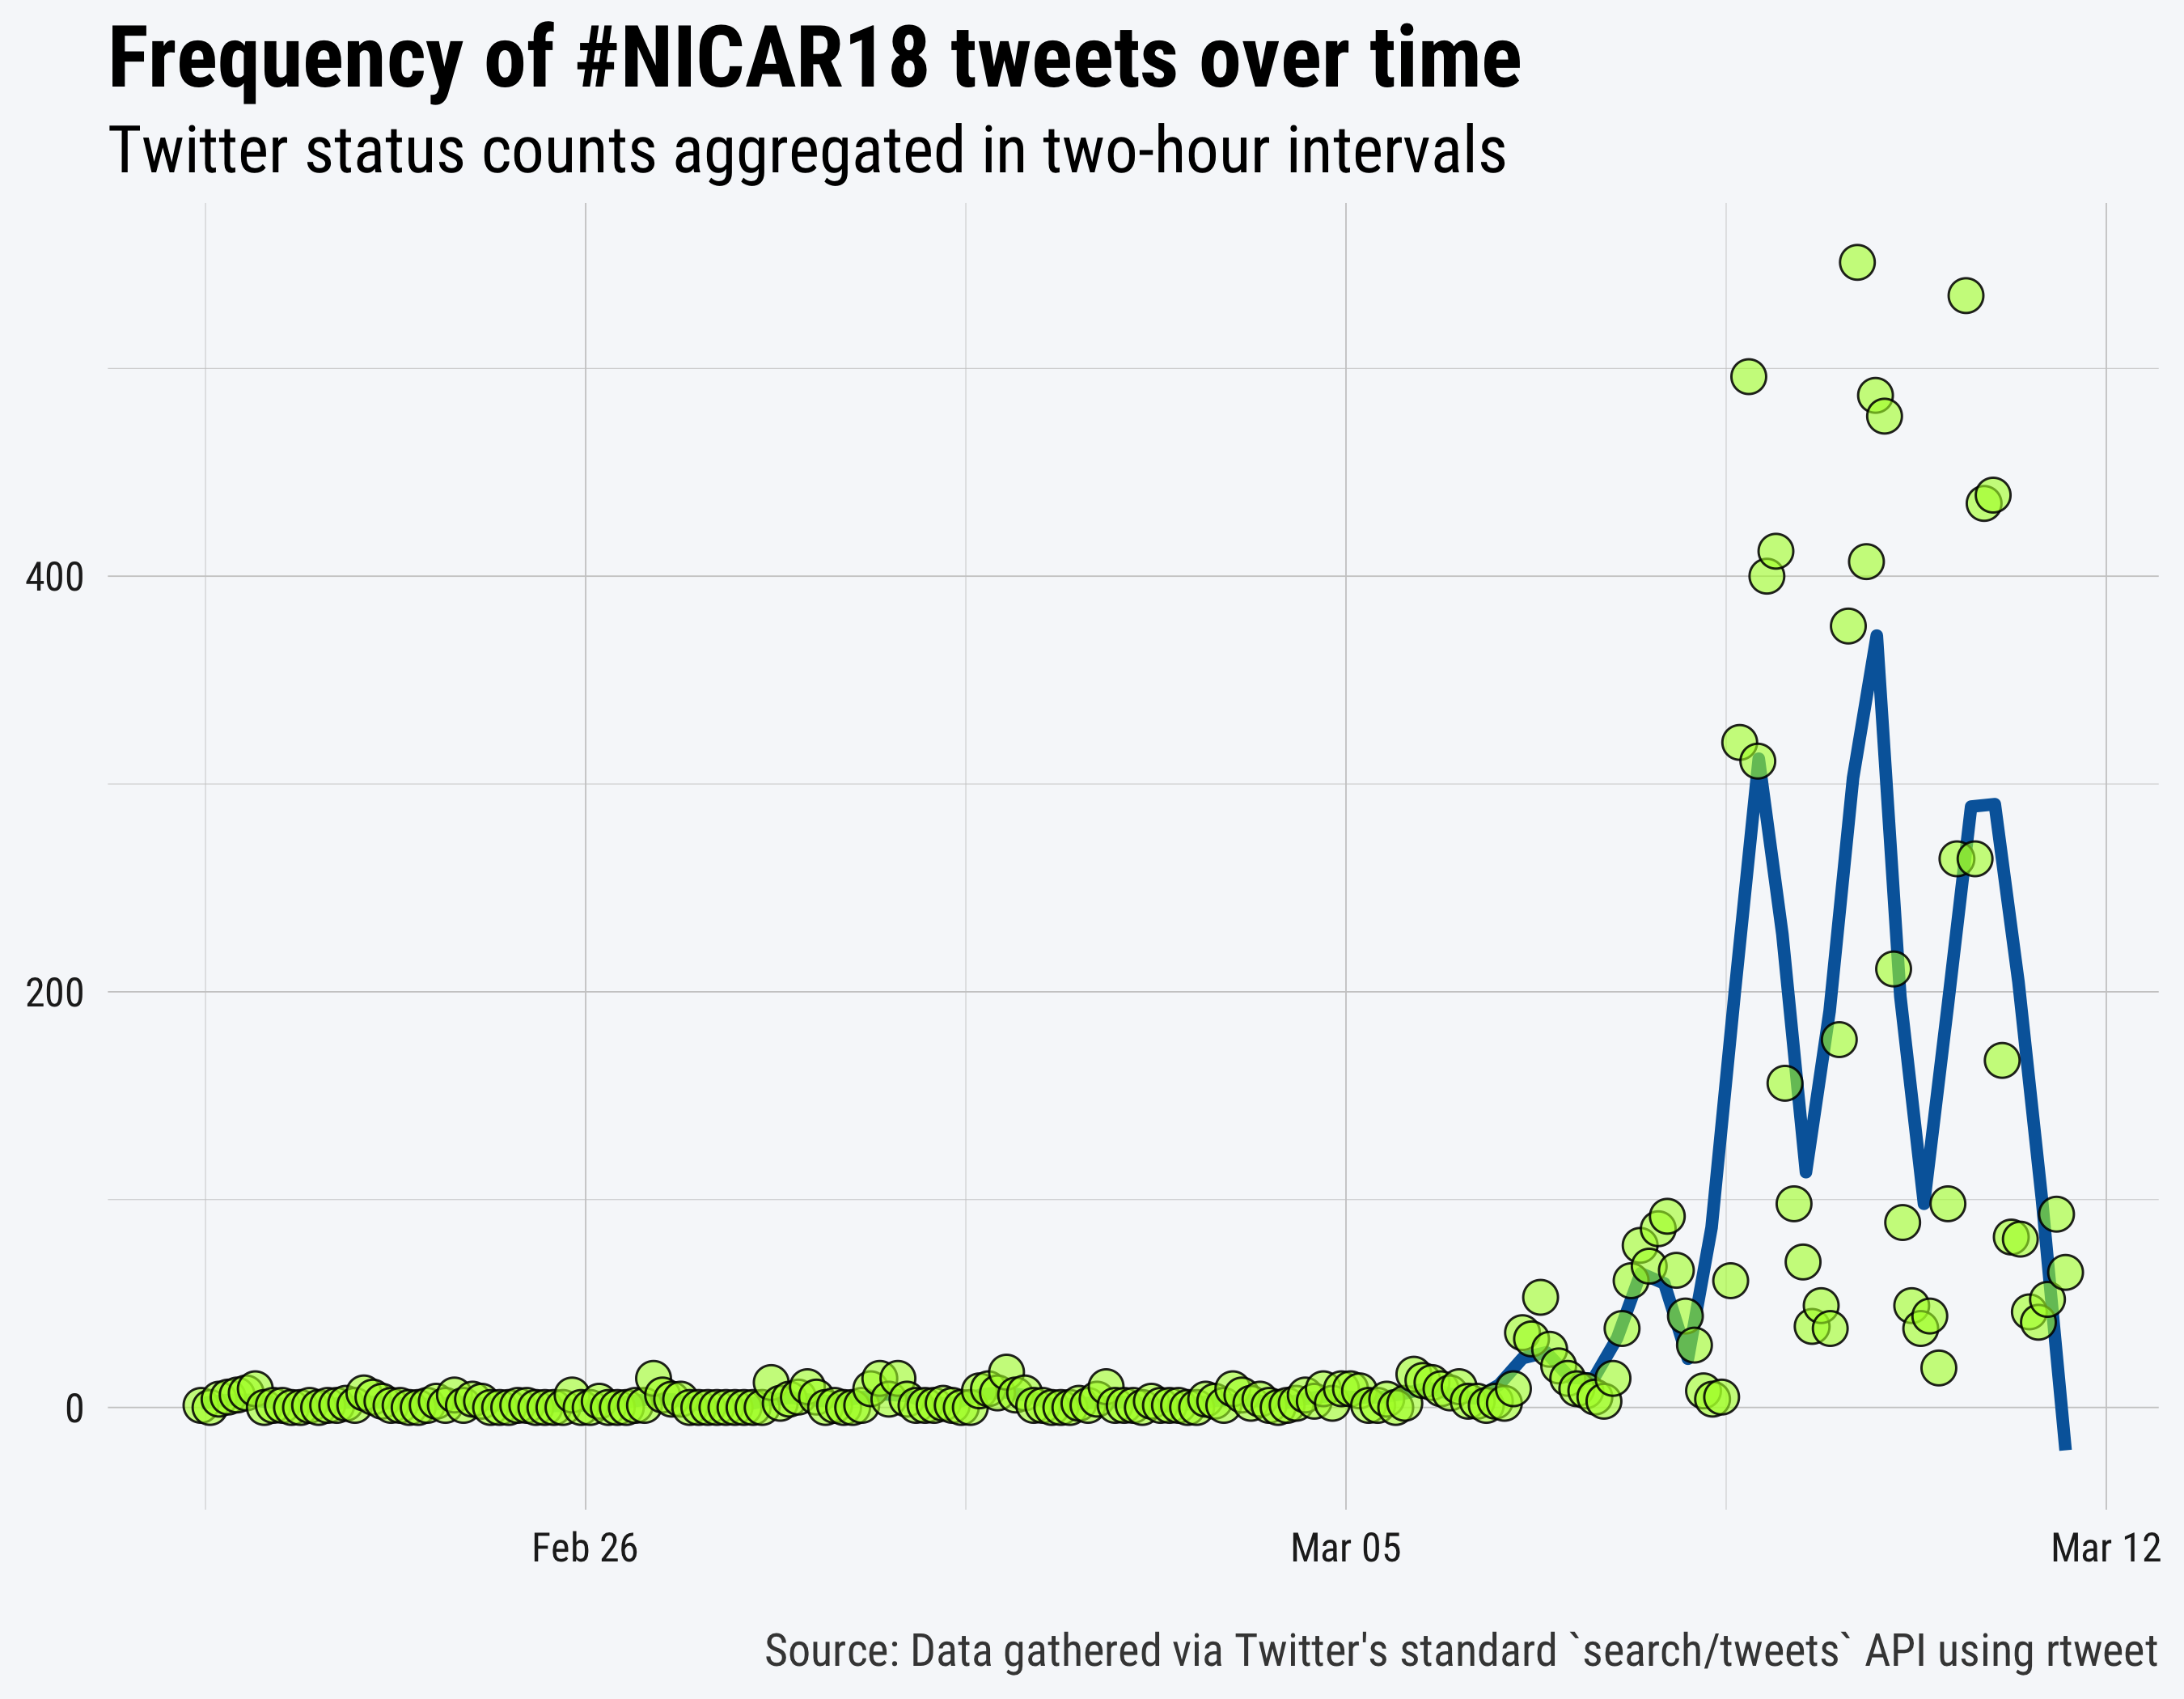 Frequency of #NICAR18 tweets over time
Twitter status counts aggregated in two-hour intervals
400
200
0
Feb 26 Mar 05 Mar 12
Source: Data gathered via Twitter's standard `search/tweets` API using rtweet